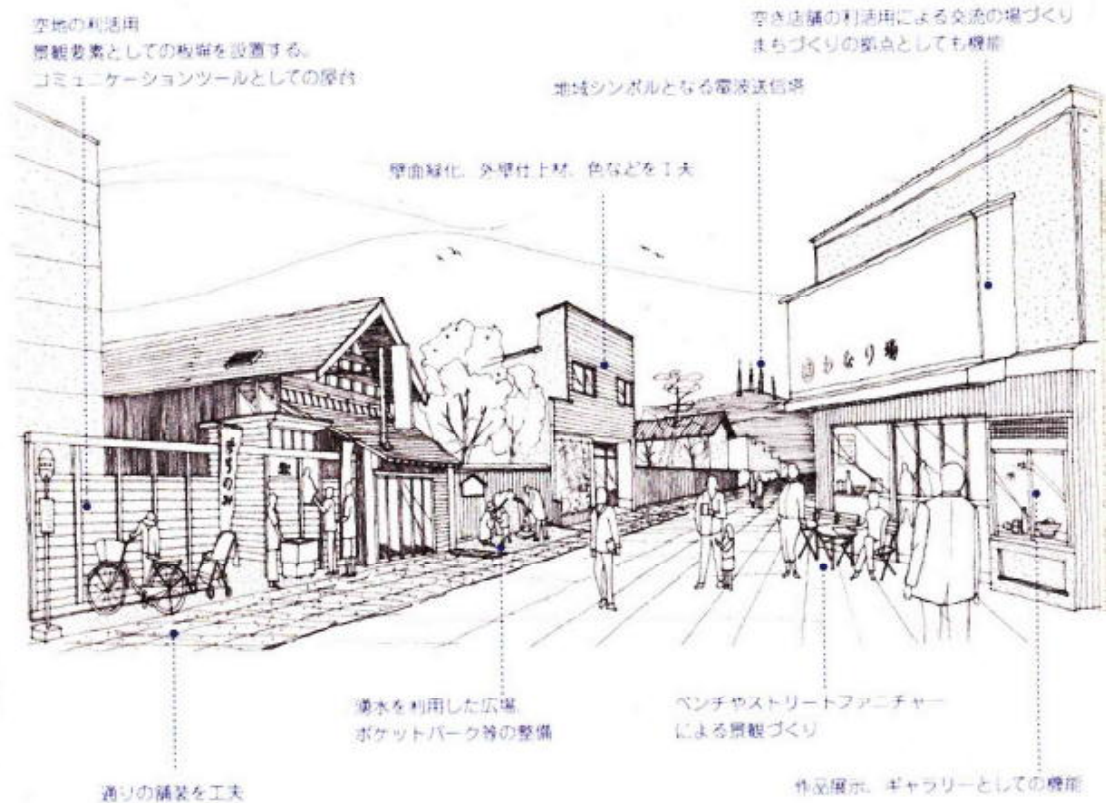 空地の利活用
景観要素としての板塀を設置する。
コミュニケーションツールとしての屋台
空き店舗の利活用による交流の場づくり
まちづくりの拠点としても機能
地域シンボルとなる電波送信塔
壁面緑化、外壁仕上材、色などを工夫
湧水を利用した広場、
ポケットパーク等の整備
ベンチやストリートファニチャー
による景観づくり
通りの舗装を工夫
作品展示、ギャラリーとしての機能